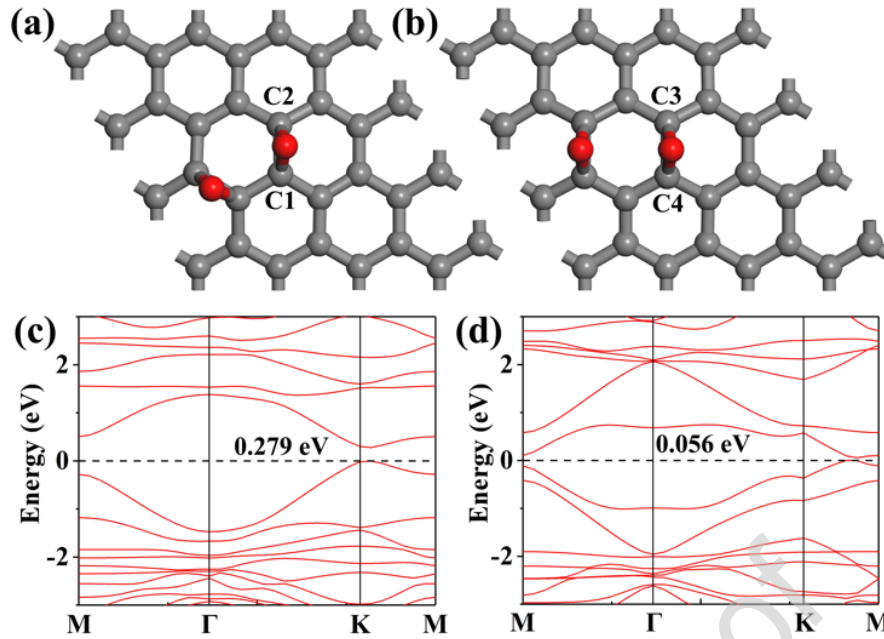 (a) (b)
C2 C3
C1 C4
(c) (d)
Energy (eV)
2
0
-2
0.279 eV
M Γ K M
Energy (eV)
2
0
-2
0.056 eV
M Γ K M